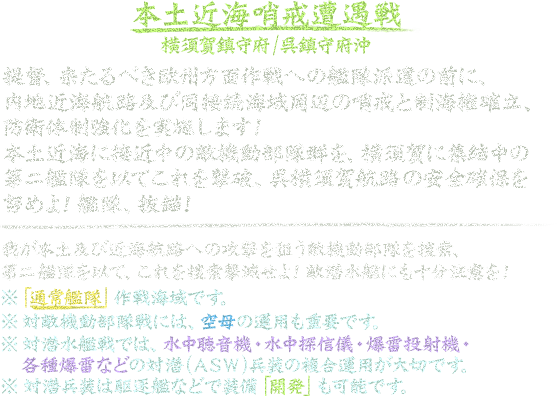 本土近海哨戒遭遇戦
横須賀鎮守府/呉鎮守府沖
提督、来たるべき欧州方面作戦への艦隊派遣の前に、
内地近海航路及び同接続海域周辺の哨戒と制海権確立、
防衛体制強化を実施します!
本土近海に接近中の敵機動部隊群を、横須賀に集結中の
第二艦隊を以てこれを撃破、呉横須賀航路の安全確保を
努めよ! 艦隊、抜錨!
我が本土及び近海航路への攻撃を狙う敵機動部隊を捜索、
第二艦隊を以て、これを捜索撃滅せよ! 敵潜水艦にも十分注意を!
※「通常艦隊」作戦海域です。
※ 対敵機動部隊戦には、空母の運用も重要です。
※ 対潜水艦戦では、水中聴音機・水中探信儀・爆雷投射機・
各種爆雷などの対潜(ASW)兵装の複合運用が大切です。
※ 対潜兵装は駆逐艦などで装備「開発」も可能です。